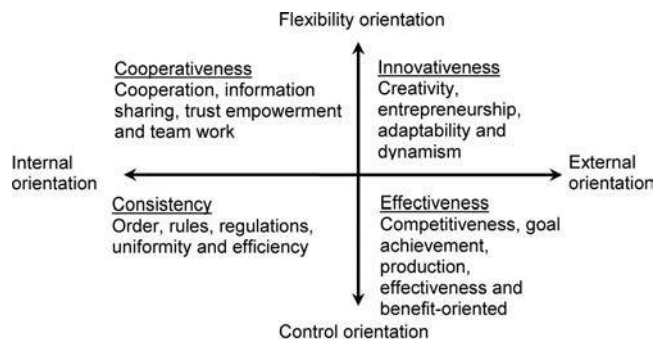 Flexibility orientation
Cooperativeness
Cooperation, information
sharing, trust empowerment
and team work
Innovativeness
Creativity,
entrepreneurship,
adaptability and
dynamism
Internal
orientation
External
orientation
Consistency
Order, rules, regulations,
uniformity and efficiency
Effectiveness
Competitiveness, goal
achievement,
production,
effectiveness and
benefit-oriented
Control orientation